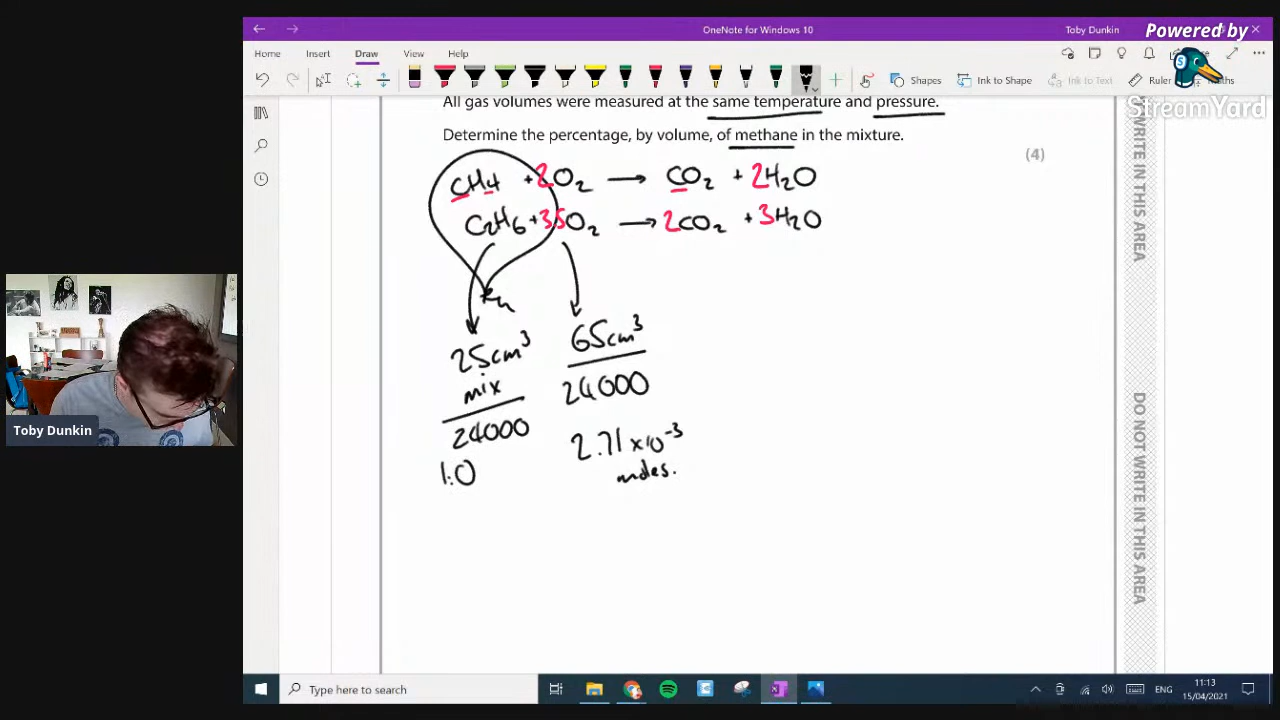 OneNote for Windows 10
Toby Dunkin
Powered by
StreamYard
Home Insert Draw View Help
Shapes Ink to Shape Ink to Text Ruler
All gas volumes were measured at the same temperature and pressure.
Determine the percentage, by volume, of methane in the mixture.
(4)
CH4 + 2O2 → CO2 + 2H2O
C2H6 + 3.5O2 → 2CO2 + 3H2O
25cm³
mix
24000
1.0
65cm³
24000
2.71 x10⁻³
moles.
DO NOT WRITE IN THIS AREA
WRITE IN THIS AREA
Toby Dunkin
Type here to search
ENG
11:13
15/04/2021